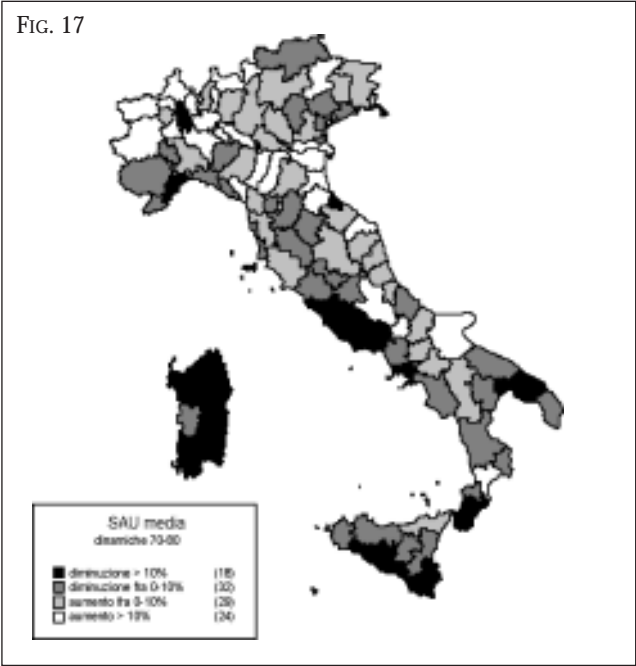 FIG. 17
SAU media
dinamiche 70-80
diminuzione > 10% (18)
diminuzione fra 0-10% (32)
aumento fra 0-10% (29)
aumento > 10% (24)